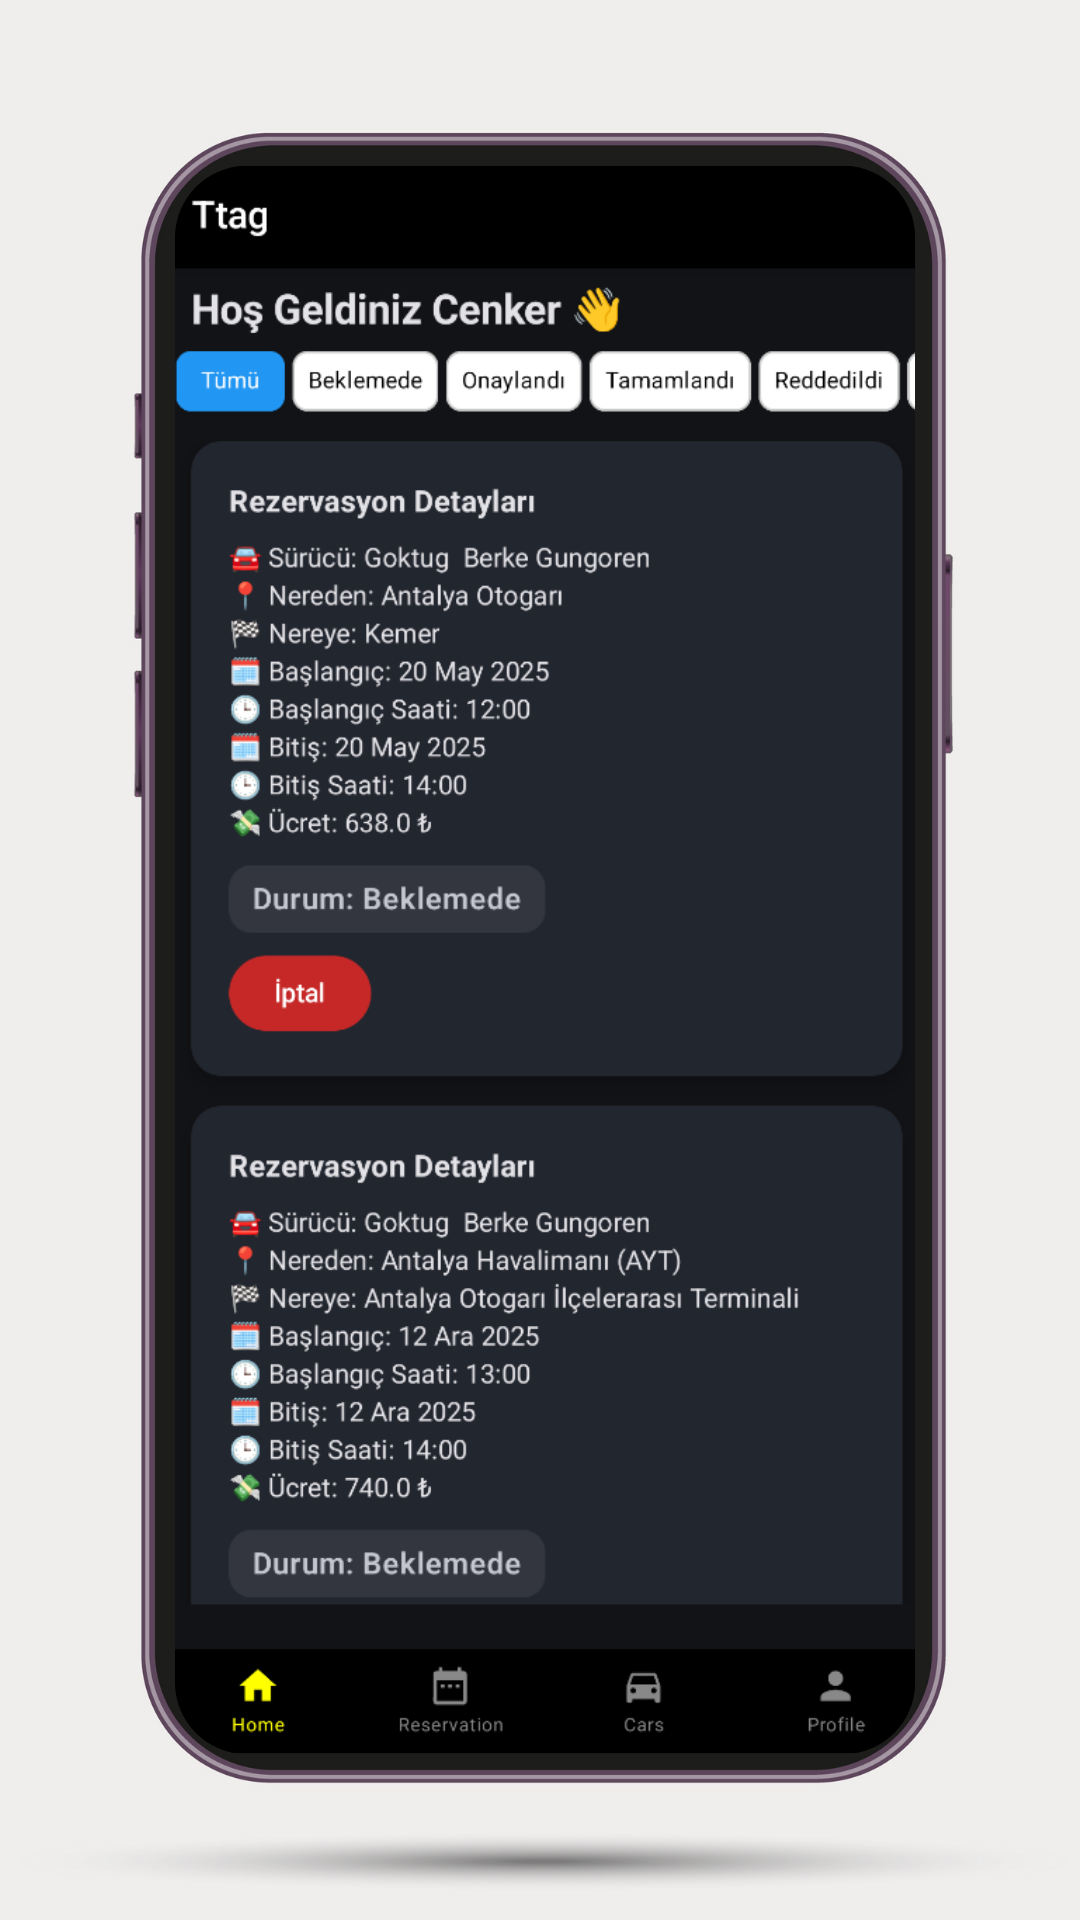 Ttag
Hoş Geldiniz Cenker 👋
Tümü Beklemede Onaylandı Tamamlandı Reddedildi
Rezervasyon Detayları
🚘 Sürücü: Goktug  Berke Gungoren
📍 Nereden: Antalya Otogarı
🏁 Nereye: Kemer
🗓️ Başlangıç: 20 May 2025
🕒 Başlangıç Saati: 12:00
🗓️ Bitiş: 20 May 2025
🕒 Bitiş Saati: 14:00
💸 Ücret: 638.0 ₺
Durum: Beklemede
İptal
Rezervasyon Detayları
🚘 Sürücü: Goktug  Berke Gungoren
📍 Nereden: Antalya Havalimanı (AYT)
🏁 Nereye: Antalya Otogarı İlçelerarası Terminali
🗓️ Başlangıç: 12 Ara 2025
🕒 Başlangıç Saati: 13:00
🗓️ Bitiş: 12 Ara 2025
🕒 Bitiş Saati: 14:00
💸 Ücret: 740.0 ₺
Durum: Beklemede
Home Reservation Cars Profile